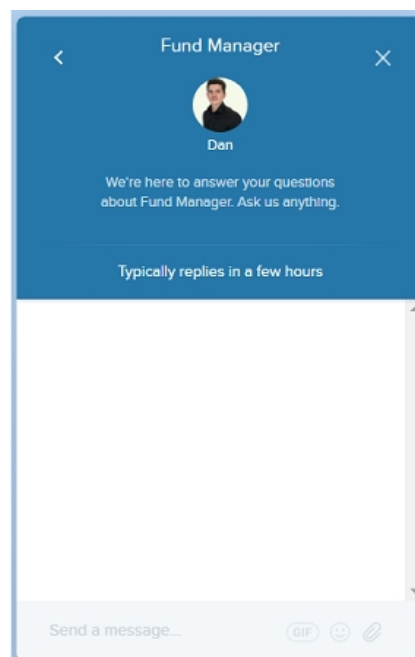 Fund Manager
Dan
We're here to answer your questions
about Fund Manager. Ask us anything.
Typically replies in a few hours
Send a message...
GIF